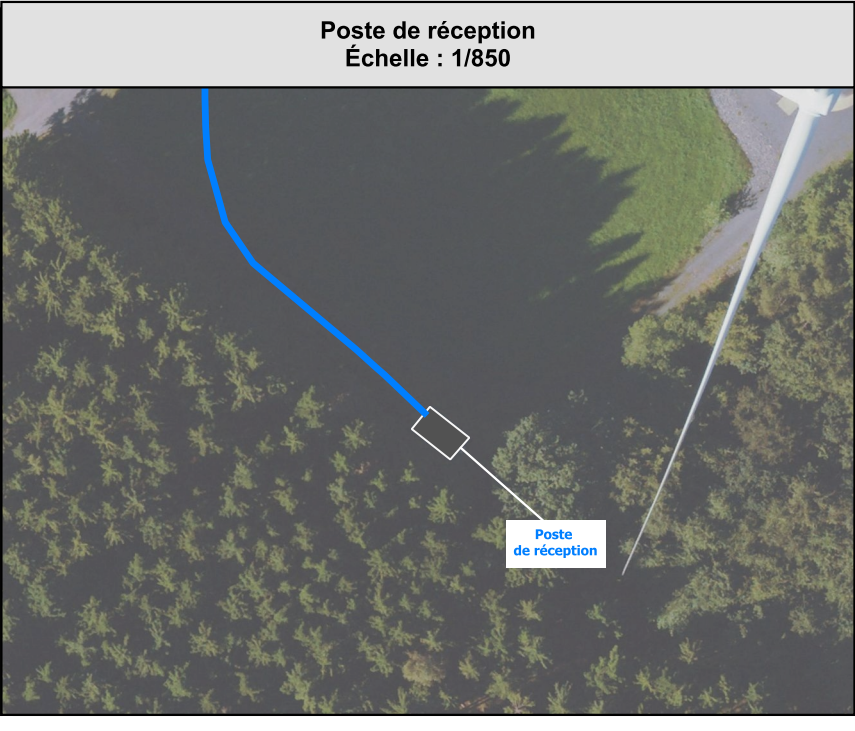 Poste de réception
Échelle : 1/850
Poste
de réception